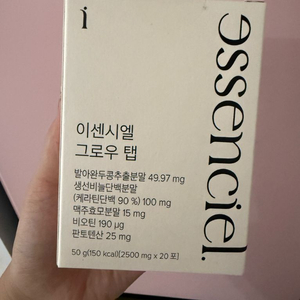 i
essenciel.
이센시엘
그로우 탭
발아완두콩추출분말 49.97 mg
생선비늘단백분말
(케라틴단백 90 %) 100 mg
맥주효모분말 15 mg
비오틴 190 µg
판토텐산 25 mg
50 g(150 kcal)[2500 mg x 20 포]